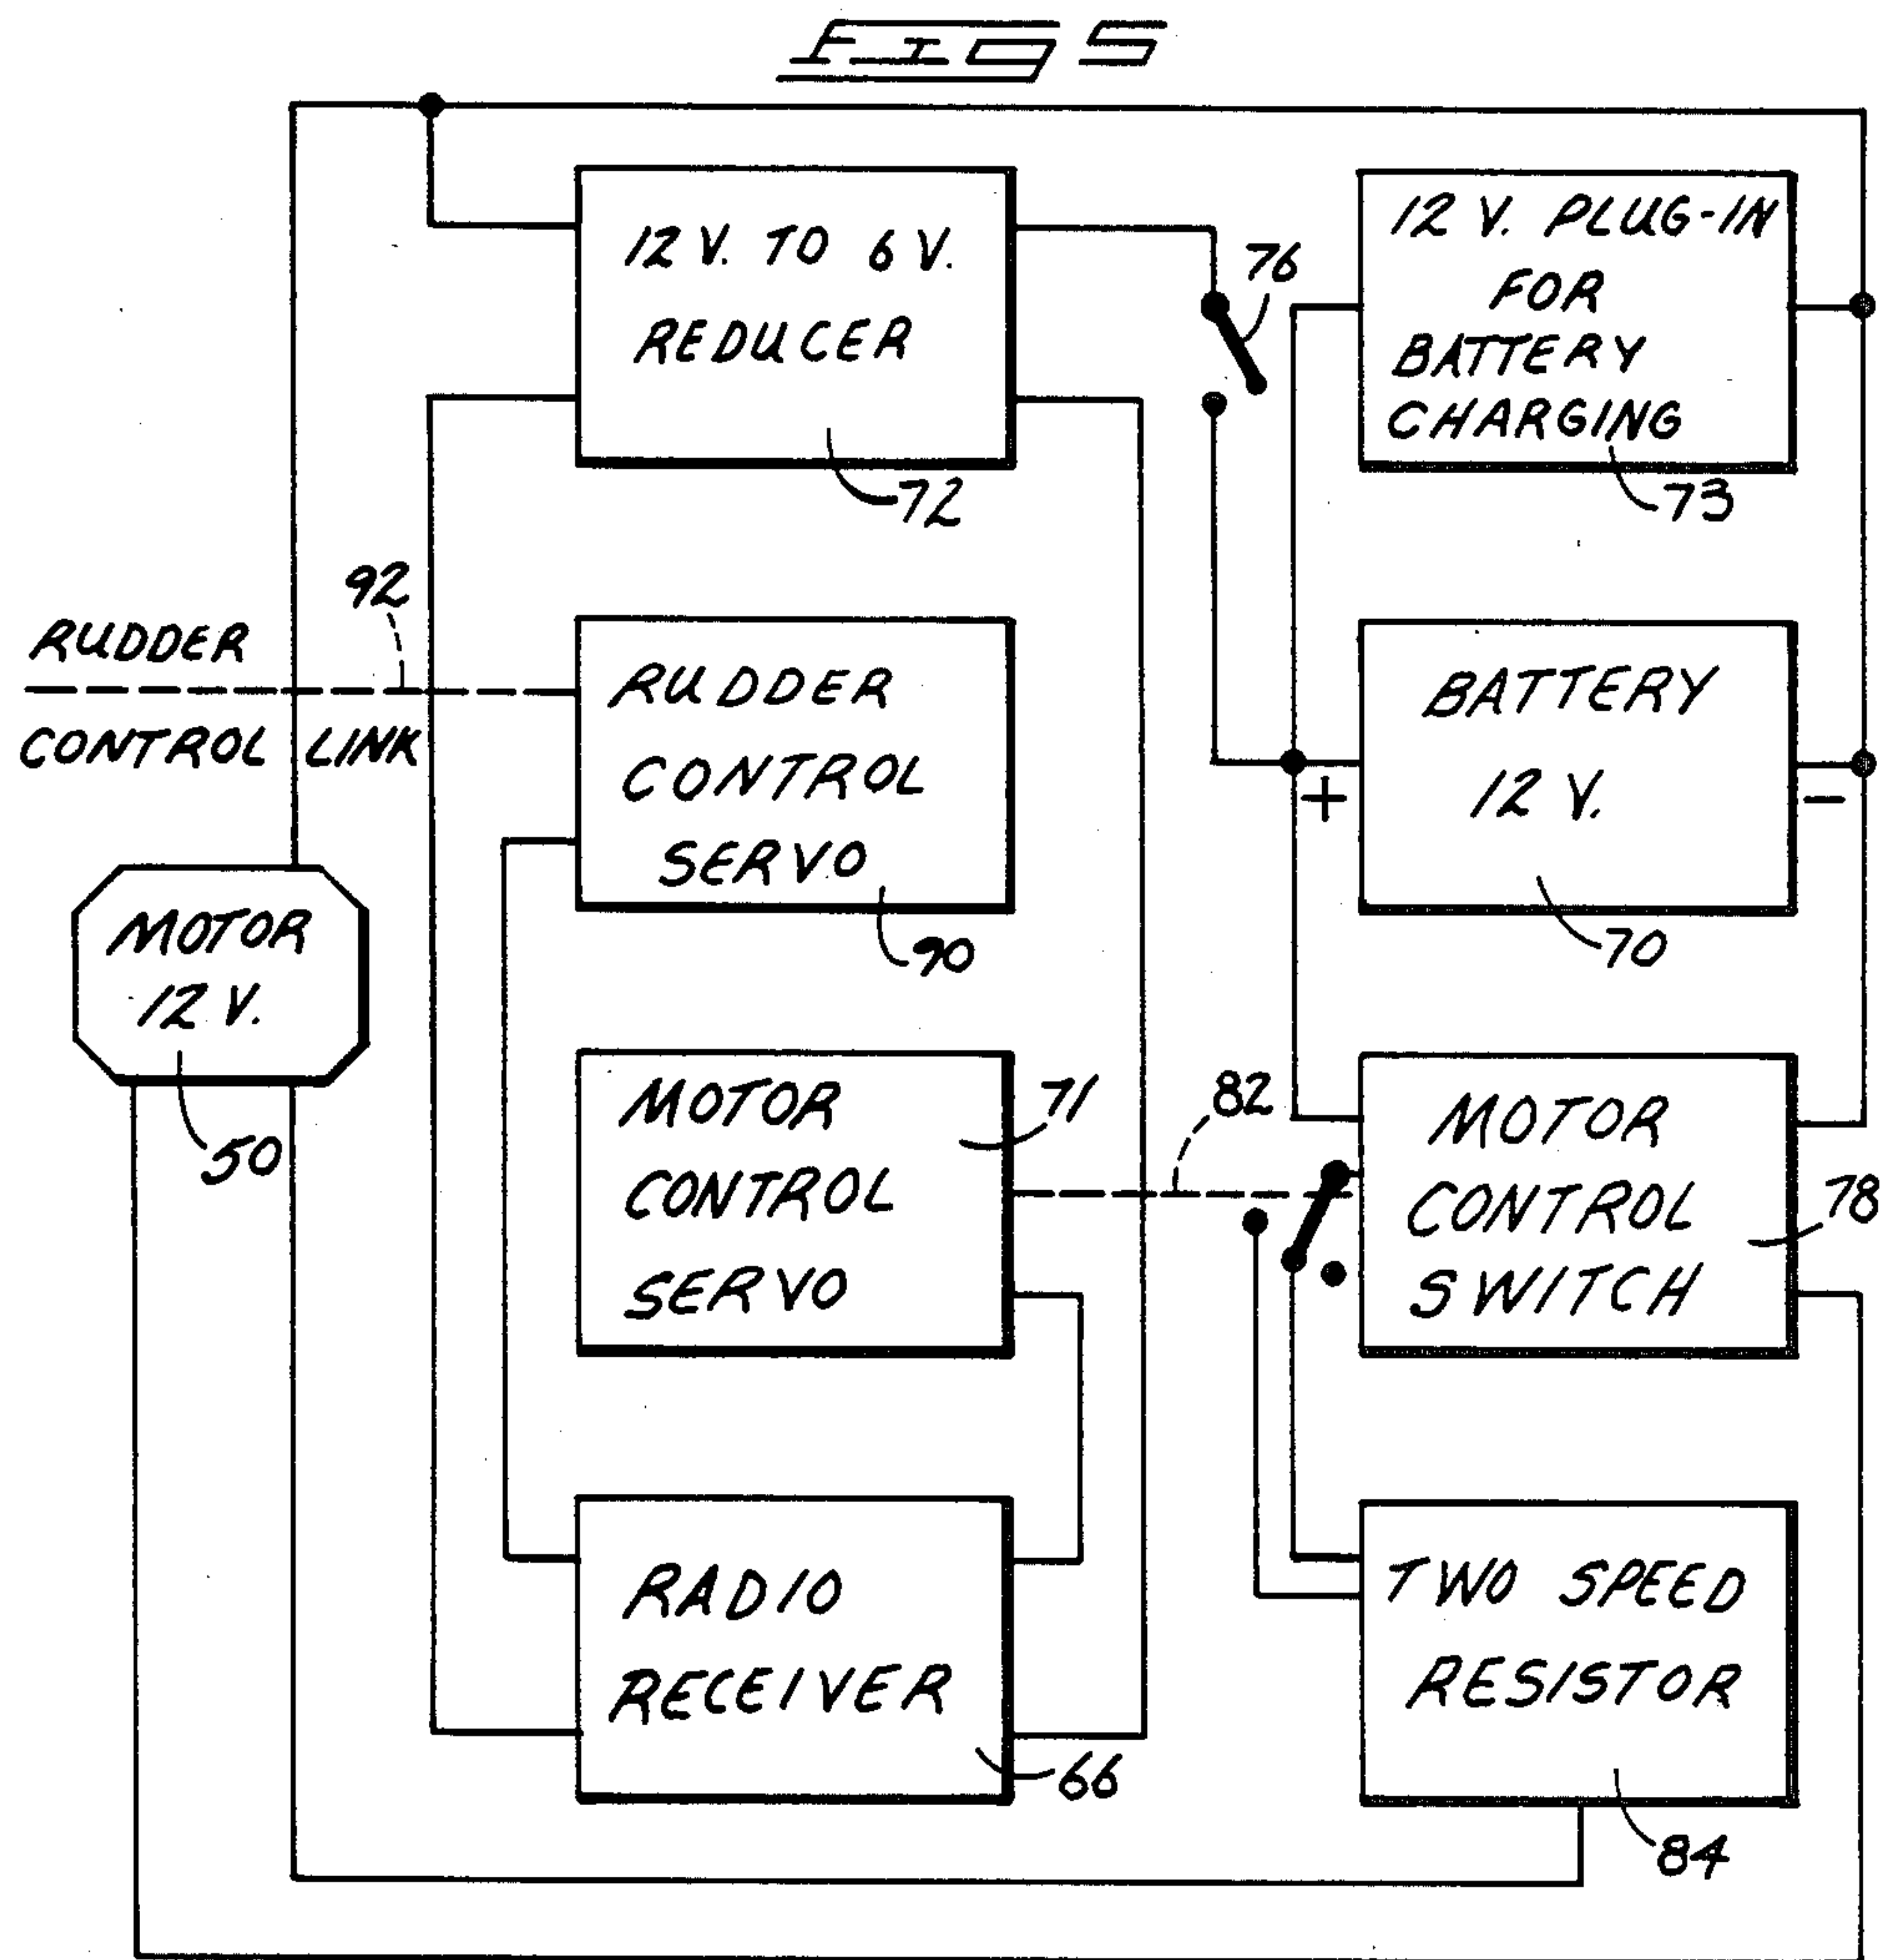 FIG 5
12 V. TO 6 V.
REDUCER
72
76
12 V. PLUG-IN
FOR
BATTERY
CHARGING
73
92
RUDDER
CONTROL LINK
RUDDER
CONTROL
SERVO
90
BATTERY
12 V.
+
-
70
MOTOR
12 V.
50
MOTOR
CONTROL
SERVO
71
82
MOTOR
CONTROL
SWITCH
78
RADIO
RECEIVER
66
TWO SPEED
RESISTOR
84